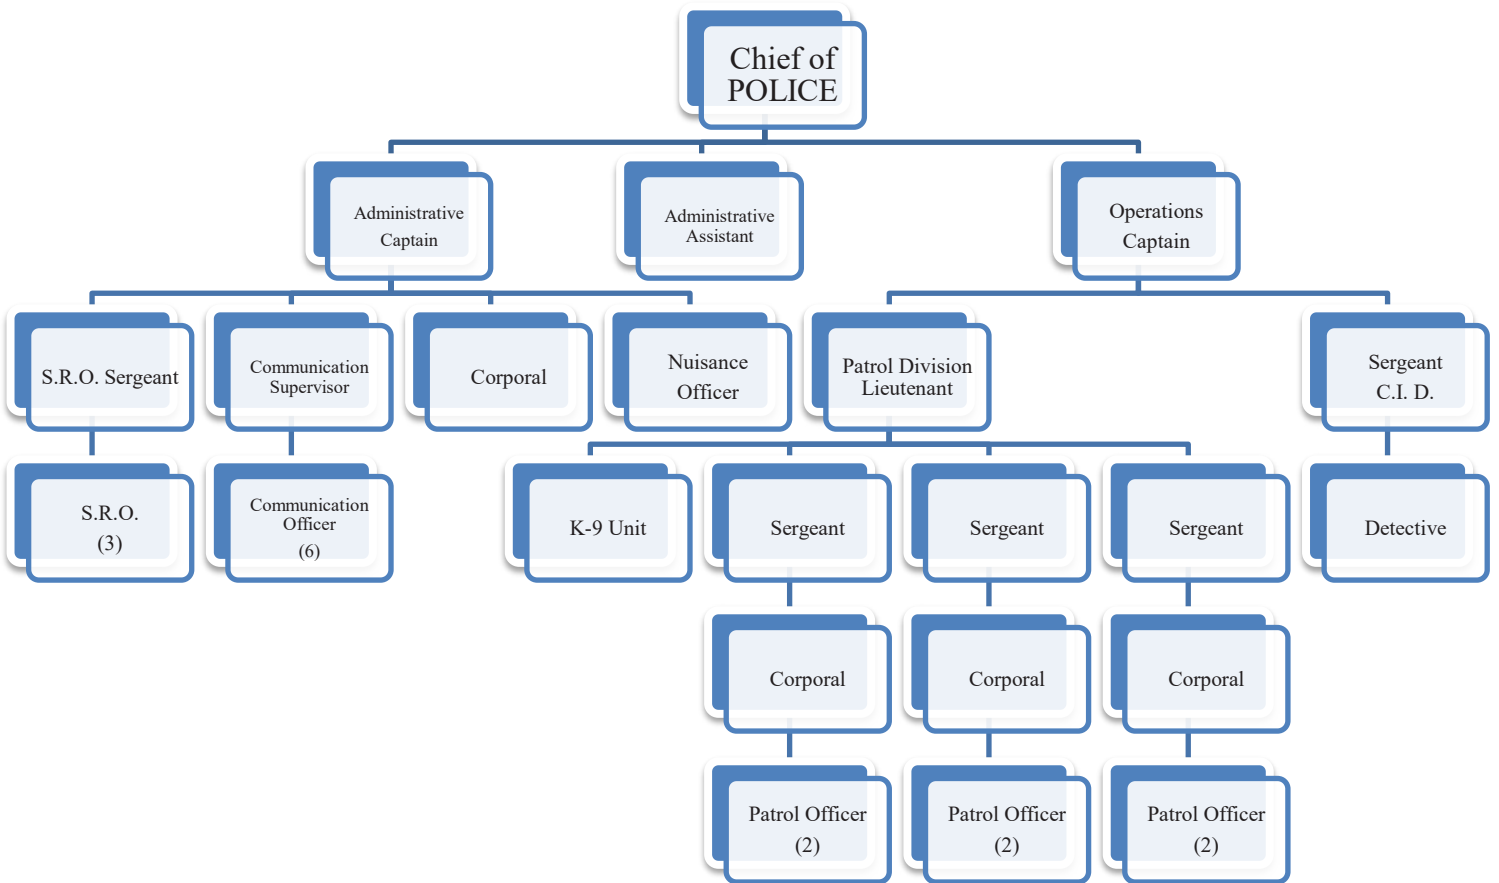 Chief of
POLICE
Administrative
Captain
Administrative
Assistant
Operations
Captain
S.R.O. Sergeant
Communication
Supervisor
Corporal
Nuisance
Officer
Patrol Division
Lieutenant
Sergeant
C.I. D.
S.R.O.
(3)
Communication
Officer
(6)
K-9 Unit
Sergeant
Sergeant
Sergeant
Detective
Corporal
Corporal
Corporal
Patrol Officer
(2)
Patrol Officer
(2)
Patrol Officer
(2)